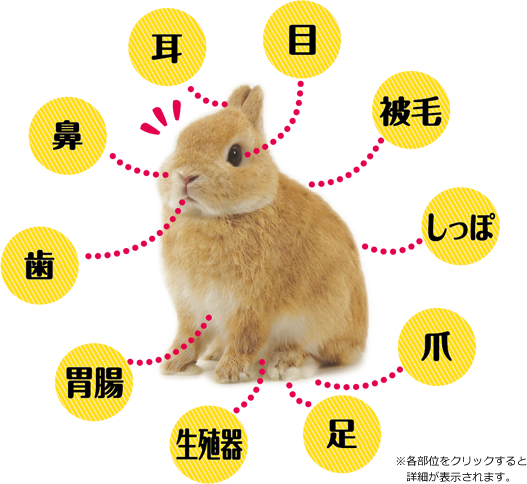 耳
目
被毛
鼻
しっぽ
歯
爪
胃腸
足
生殖器
※各部位をクリックすると
詳細が表示されます。